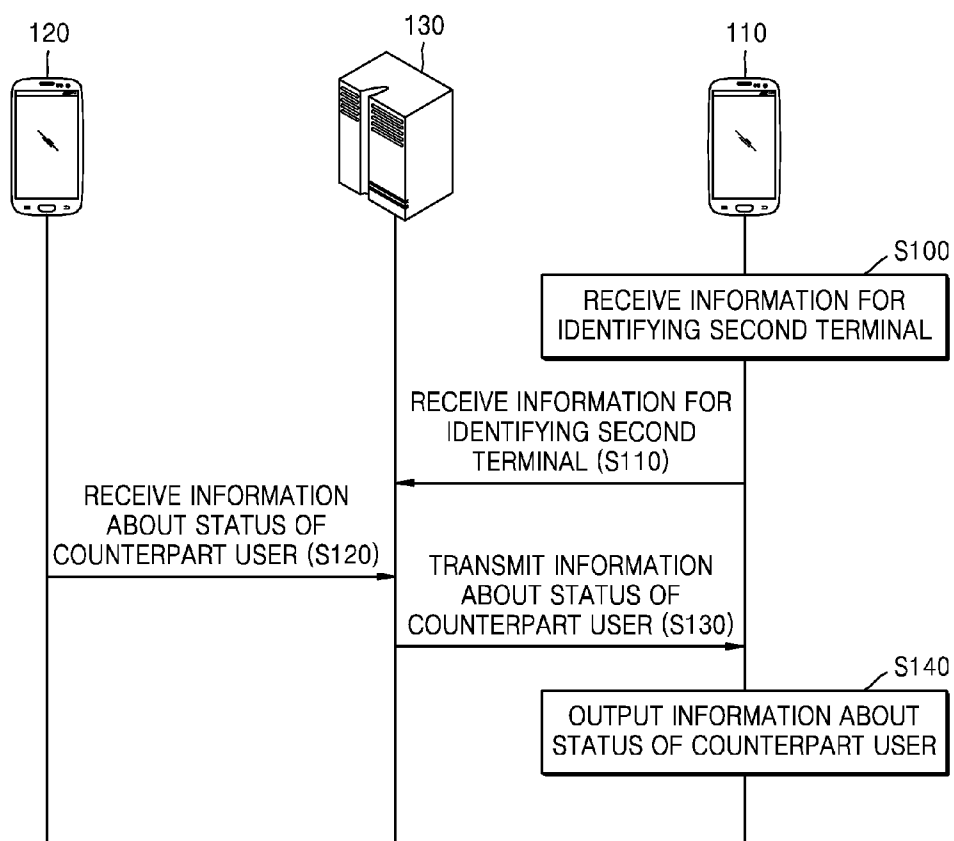 120
130
110
S100
RECEIVE INFORMATION FOR
IDENTIFYING SECOND TERMINAL
RECEIVE INFORMATION FOR
IDENTIFYING SECOND
TERMINAL (S110)
RECEIVE INFORMATION
ABOUT STATUS OF
COUNTERPART USER (S120)
TRANSMIT INFORMATION
ABOUT STATUS OF
COUNTERPART USER (S130)
S140
OUTPUT INFORMATION ABOUT
STATUS OF COUNTERPART USER